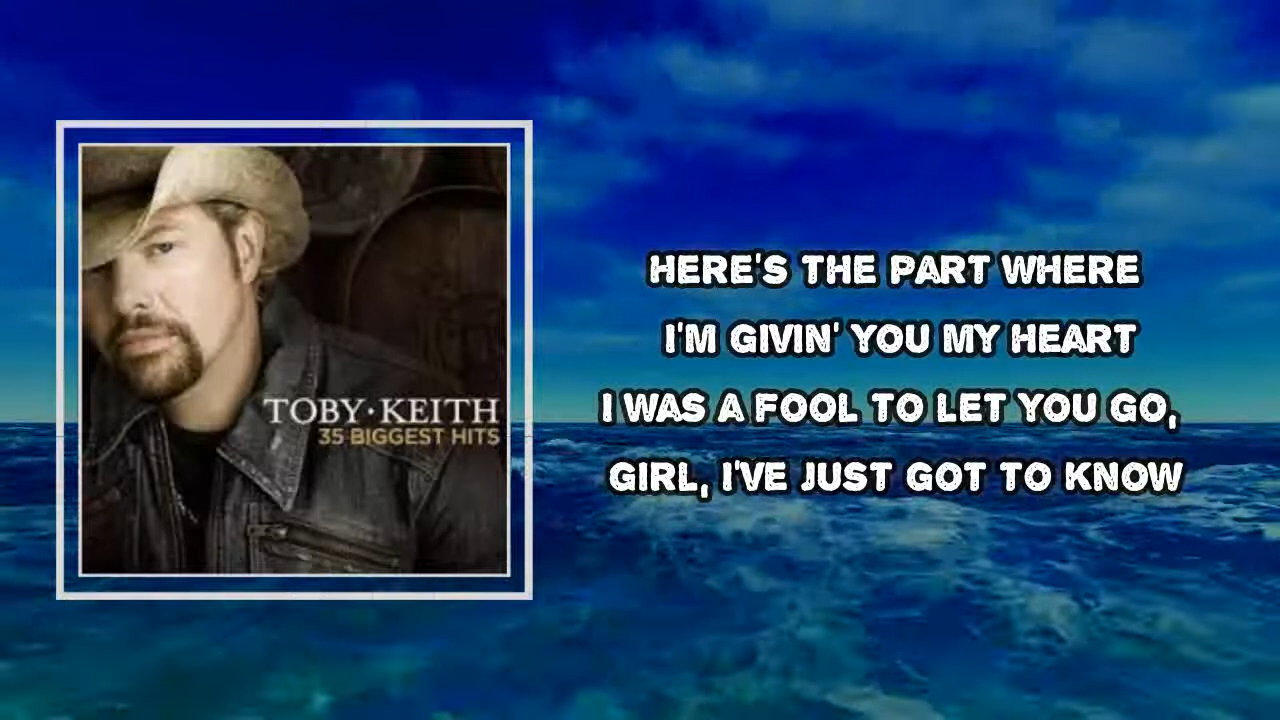 TOBY·KEITH
35 BIGGEST HITS
HERE'S THE PART WHERE
I'M GIVIN' YOU MY HEART
I WAS A FOOL TO LET YOU GO,
GIRL, I'VE JUST GOT TO KNOW